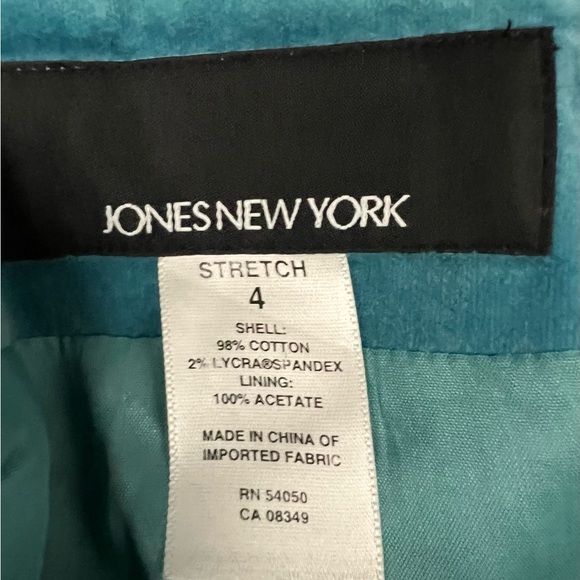 JONES NEW YORK
STRETCH
4
SHELL:
98% COTTON
2% LYCRA®SPANDEX
LINING:
100% ACETATE
MADE IN CHINA OF
IMPORTED FABRIC
RN 54050
CA 08349